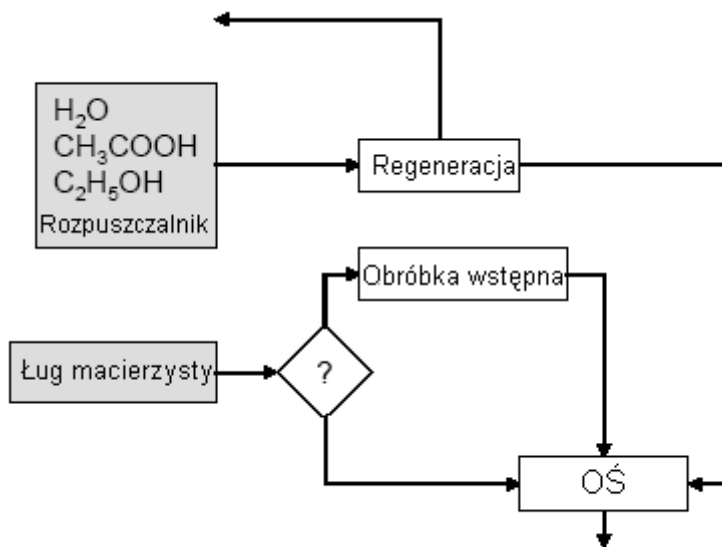 H₂O
CH₃COOH
C₂H₅OH
Rozpuszczalnik
Regeneracja
Obróbka wstępna
Ług macierzysty
?
OŚ